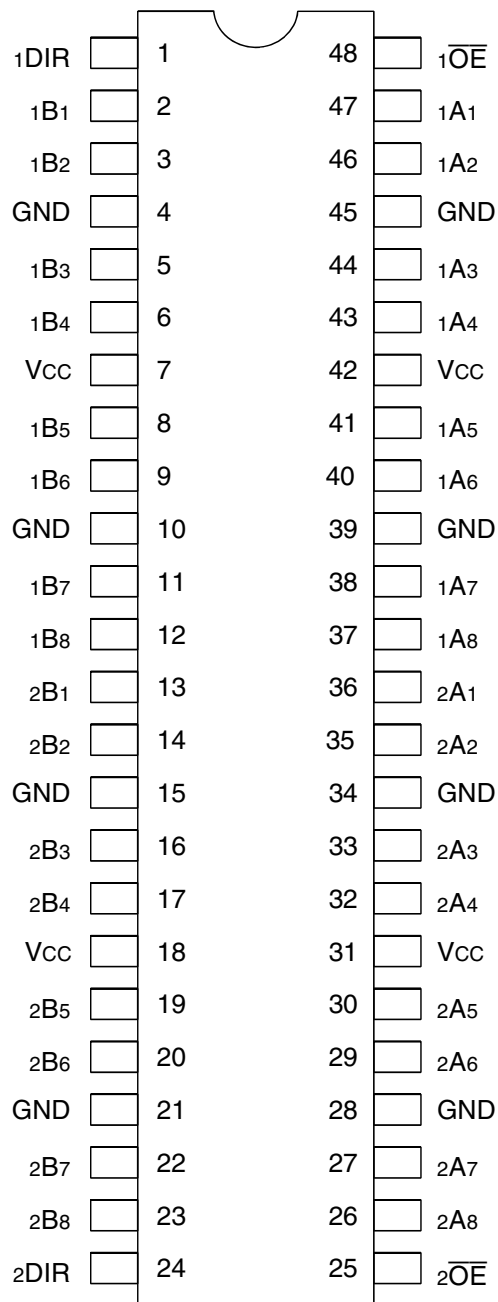 1DIR 1 48 1O̅E̅
1B1 2 47 1A1
1B2 3 46 1A2
GND 4 45 GND
1B3 5 44 1A3
1B4 6 43 1A4
VCC 7 42 VCC
1B5 8 41 1A5
1B6 9 40 1A6
GND 10 39 GND
1B7 11 38 1A7
1B8 12 37 1A8
2B1 13 36 2A1
2B2 14 35 2A2
GND 15 34 GND
2B3 16 33 2A3
2B4 17 32 2A4
VCC 18 31 VCC
2B5 19 30 2A5
2B6 20 29 2A6
GND 21 28 GND
2B7 22 27 2A7
2B8 23 26 2A8
2DIR 24 25 2O̅E̅